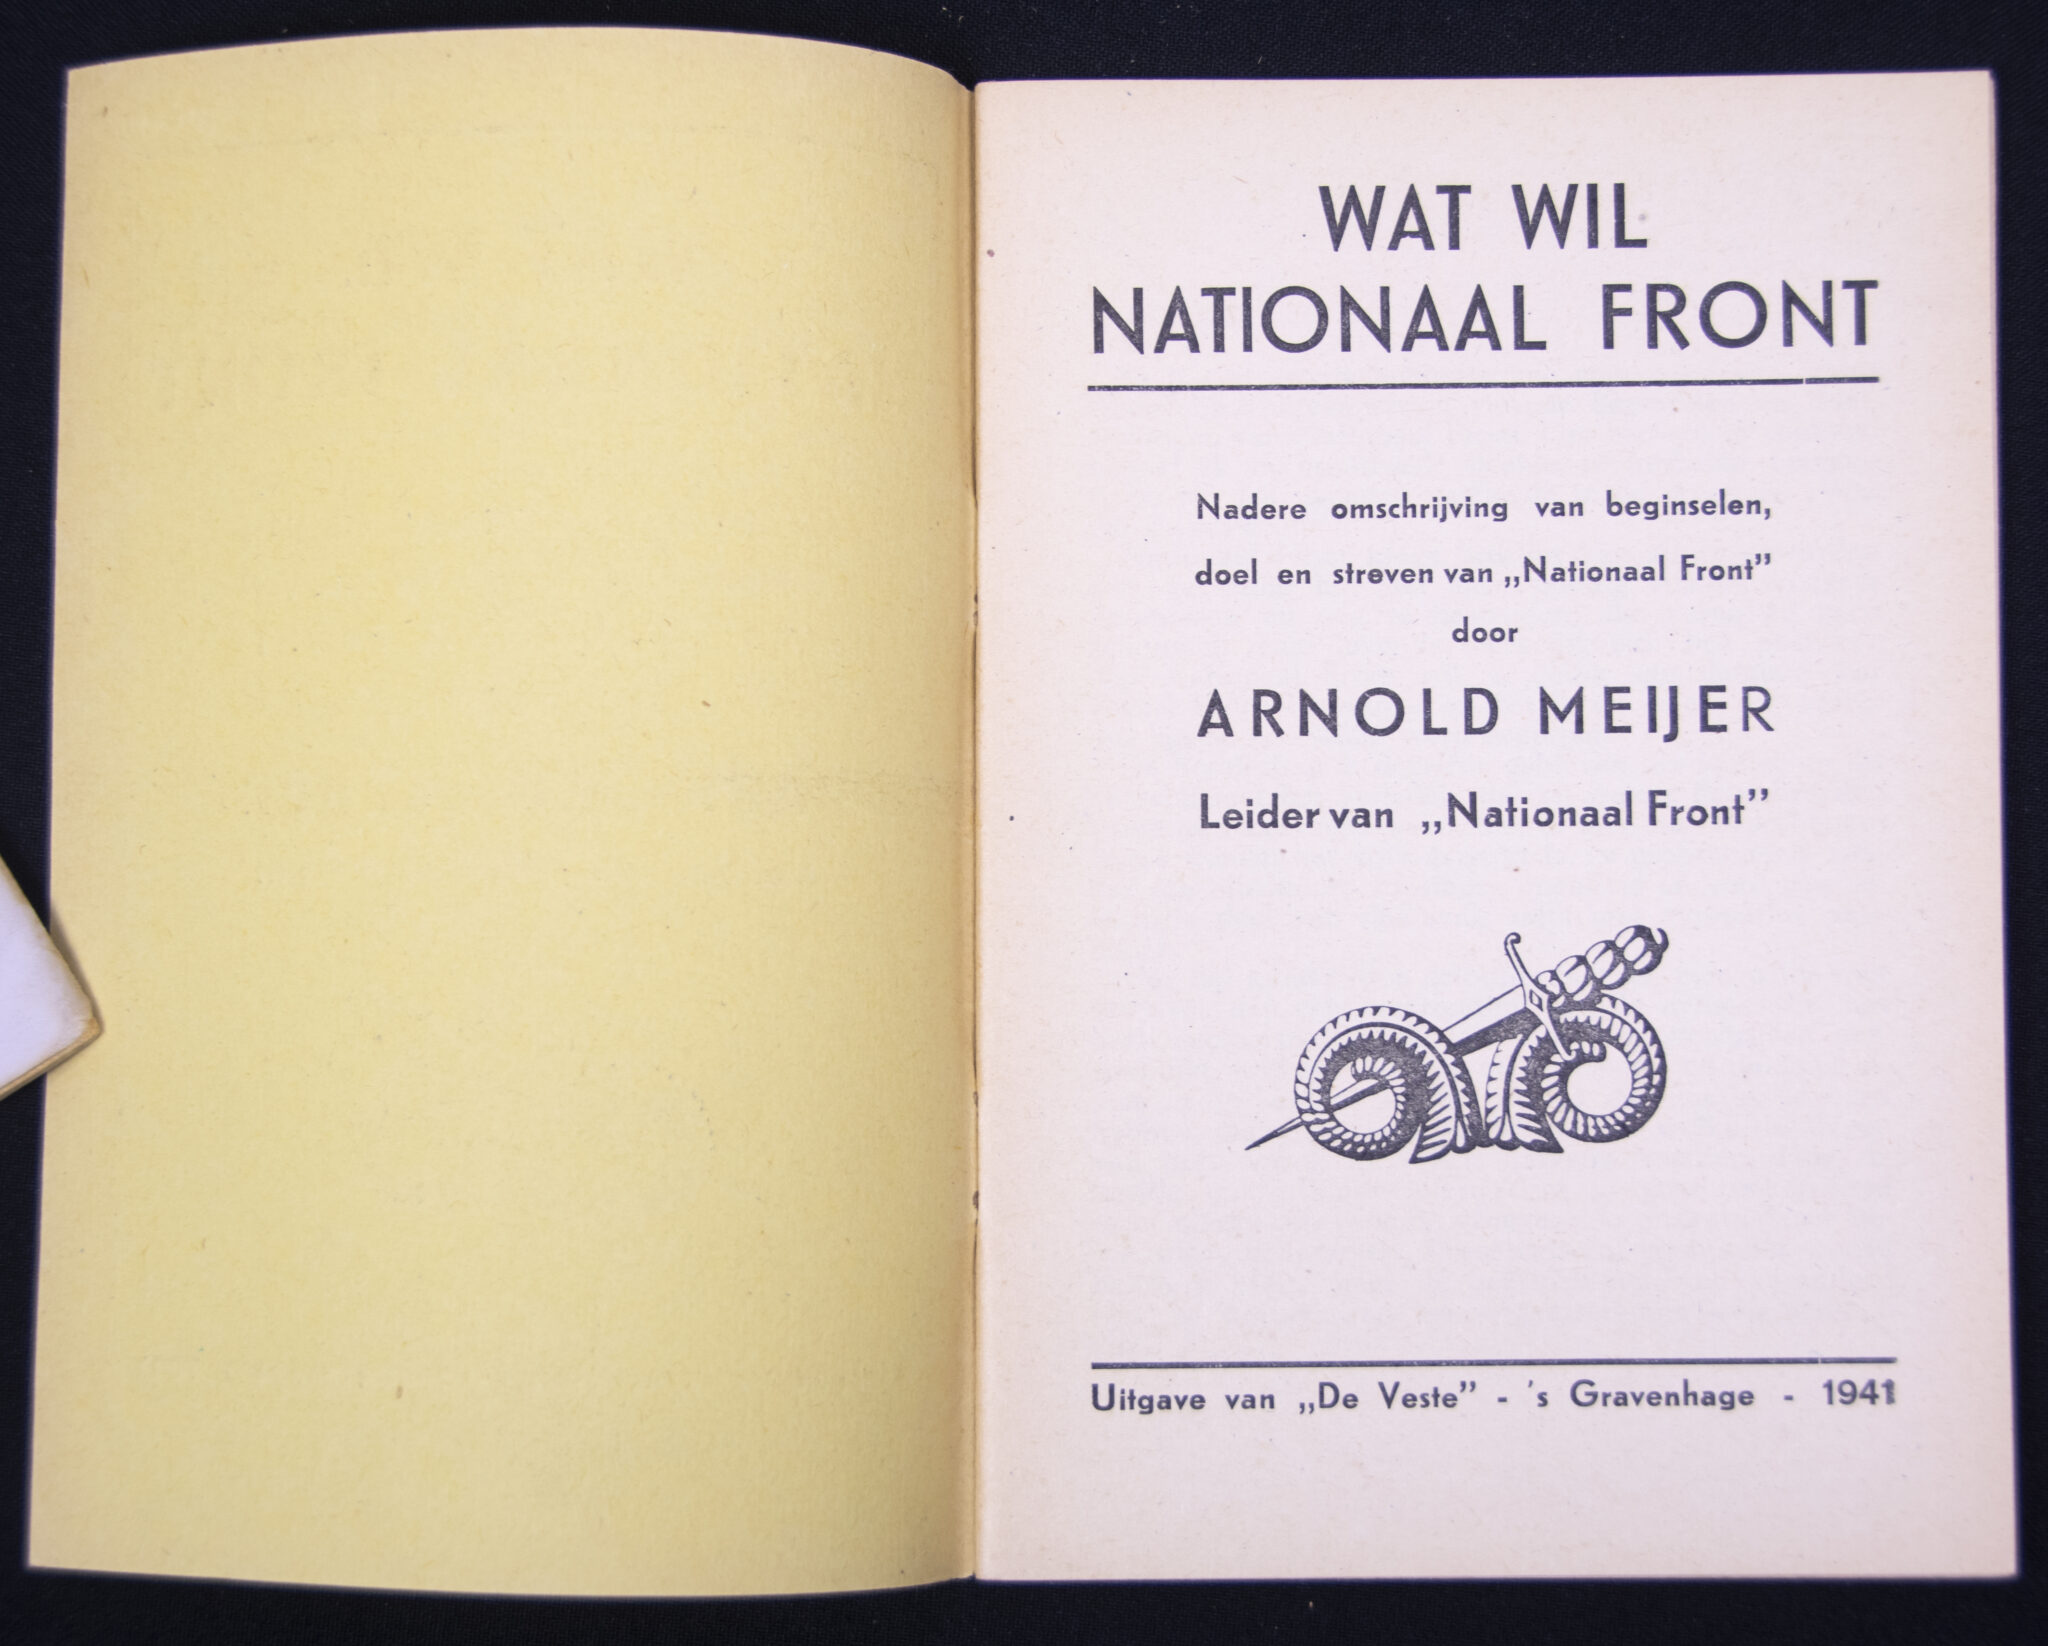 WAT WIL
NATIONAAL FRONT
Nadere omschrijving van beginselen,
doel en streven van „Nationaal Front”
door
ARNOLD MEIJER
Leider van „Nationaal Front”
Uitgave van „De Veste” - 's Gravenhage - 1941